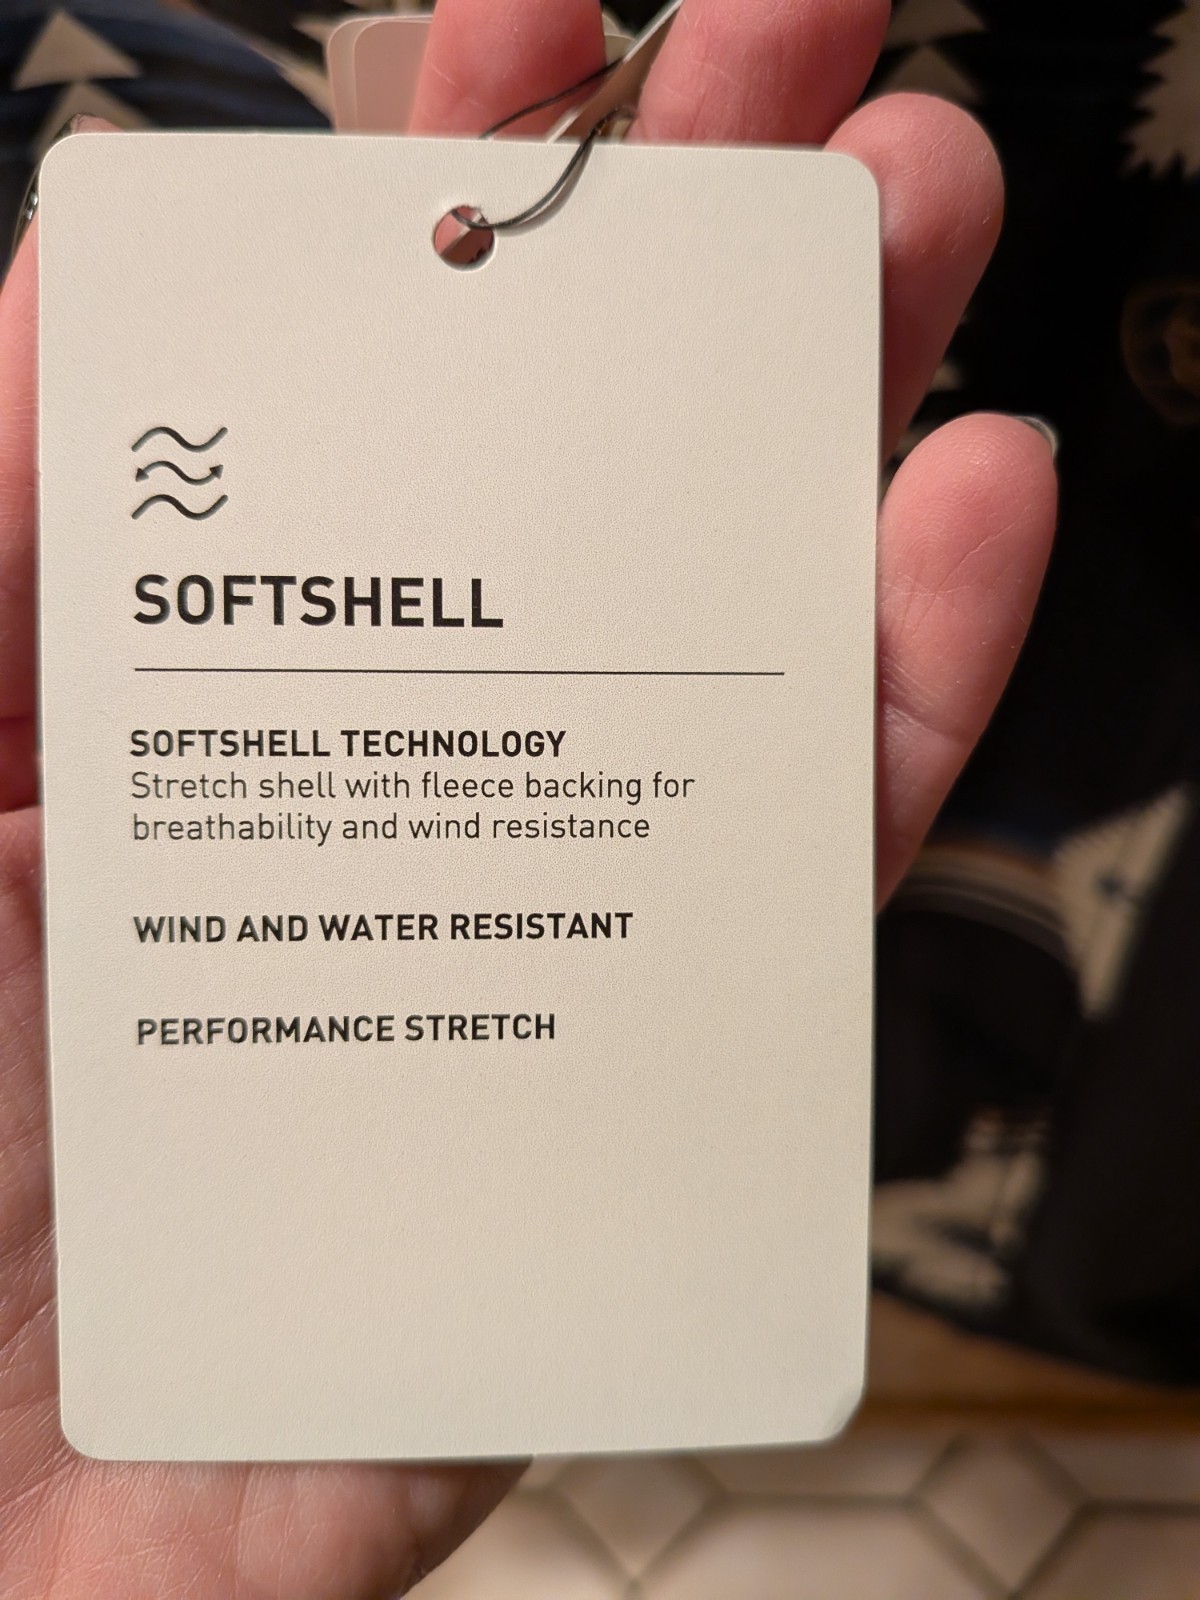 SOFTSHELL
SOFTSHELL TECHNOLOGY
Stretch shell with fleece backing for
breathability and wind resistance
WIND AND WATER RESISTANT
PERFORMANCE STRETCH